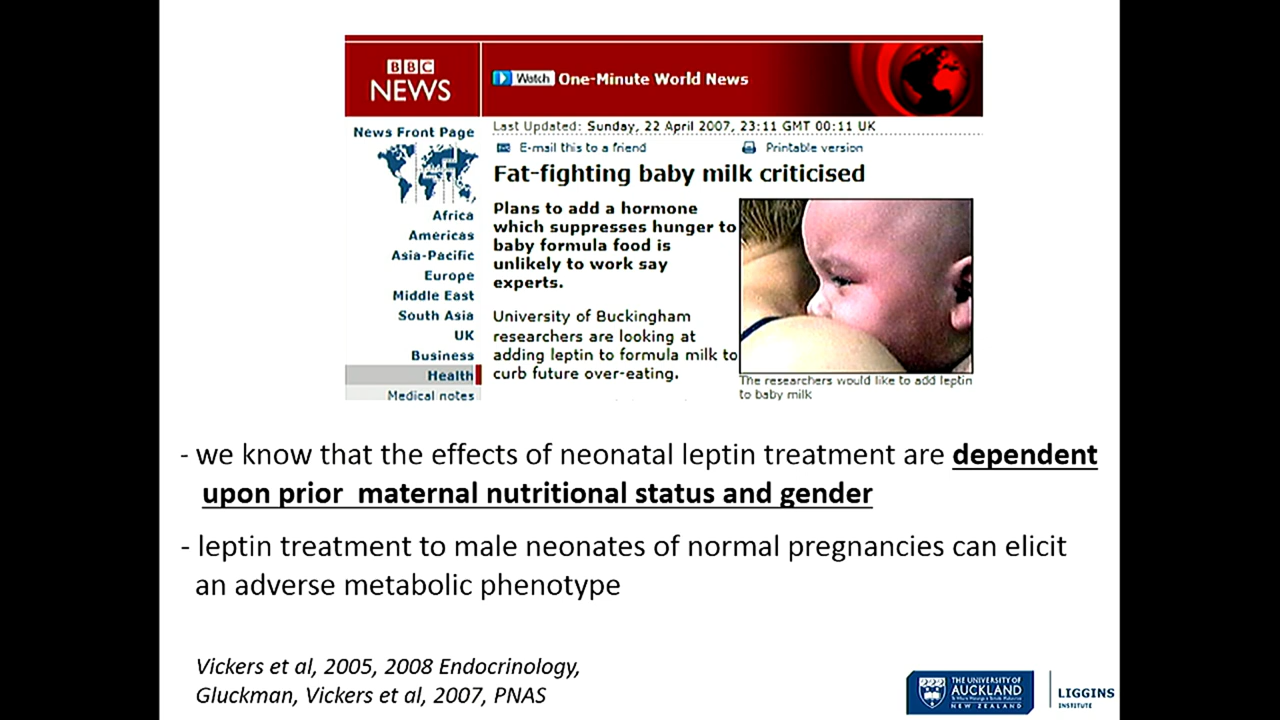 BBC
NEWS
Watch One-Minute World News
Last Updated: Sunday, 22 April 2007, 23:11 GMT 00:11 UK
E-mail this to a friend
Printable version
News Front Page
Africa
Americas
Asia-Pacific
Europe
Middle East
South Asia
UK
Business
Health
Medical notes
Fat-fighting baby milk criticised
Plans to add a hormone
which suppresses hunger to
baby formula food is
unlikely to work say
experts.
University of Buckingham
researchers are looking at
adding leptin to formula milk to
curb future over-eating.
The researchers would like to add leptin
to baby milk
- we know that the effects of neonatal leptin treatment are dependent
upon prior maternal nutritional status and gender
- leptin treatment to male neonates of normal pregnancies can elicit
an adverse metabolic phenotype
Vickers et al, 2005, 2008 Endocrinology,
Gluckman, Vickers et al, 2007, PNAS
THE UNIVERSITY OF
AUCKLAND
NEW ZEALAND
LIGGINS
INSTITUTE